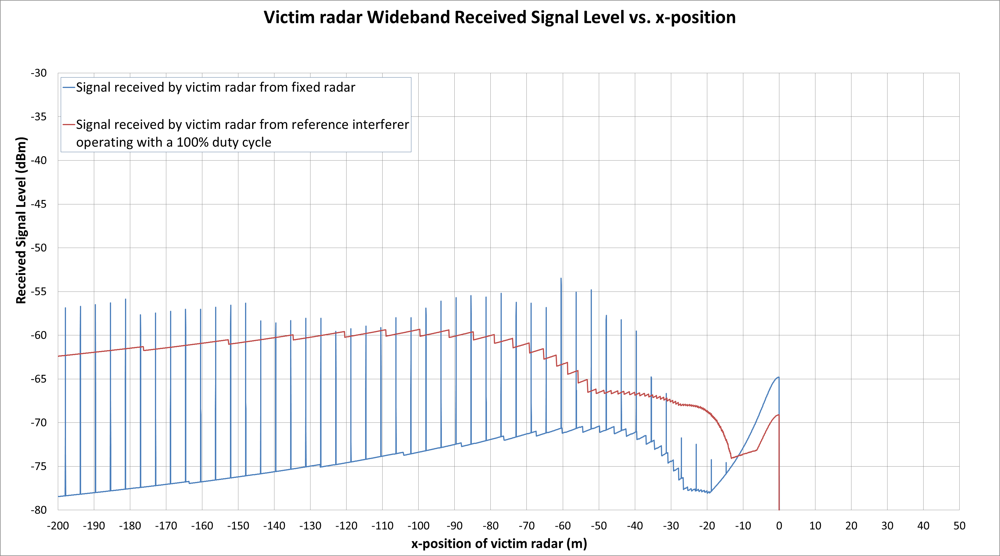 Victim radar Wideband Received Signal Level vs. x-position
-30
Signal received by victim radar from fixed radar
-35
Signal received by victim radar from reference interferer
operating with a 100% duty cycle
-40
-45
-50
-55
-60
-65
-70
-75
-80
Received Signal Level (dBm)
-200 -190 -180 -170 -160 -150 -140 -130 -120 -110 -100 -90 -80 -70 -60 -50 -40 -30 -20 -10 0 10 20 30 40 50
x-position of victim radar (m)